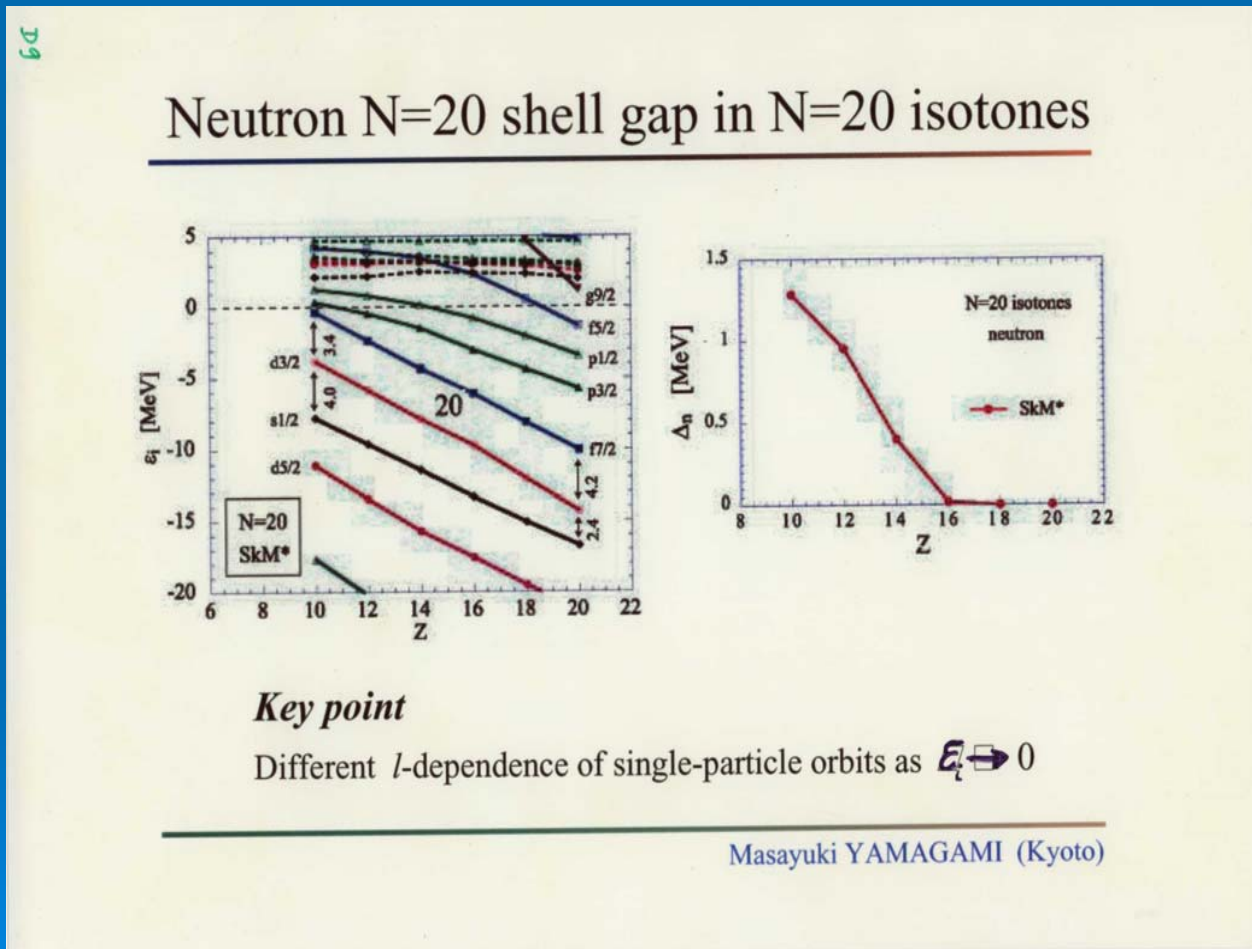 D9
Neutron N=20 shell gap in N=20 isotones
5
0
-5
-10
-15
-20
εi [MeV]
d3/2
s1/2
d5/2
3.4
4.0
20
g9/2
f5/2
p1/2
p3/2
f7/2
4.2
2.4
N=20
SkM*
6 8 10 12 14 16 18 20 22
Z
1.5
1
0.5
0
Δn [MeV]
N=20 isotones
neutron
SkM*
8 10 12 14 16 18 20 22
Z
Key point
Different l-dependence of single-particle orbits as εi → 0
Masayuki YAMAGAMI (Kyoto)